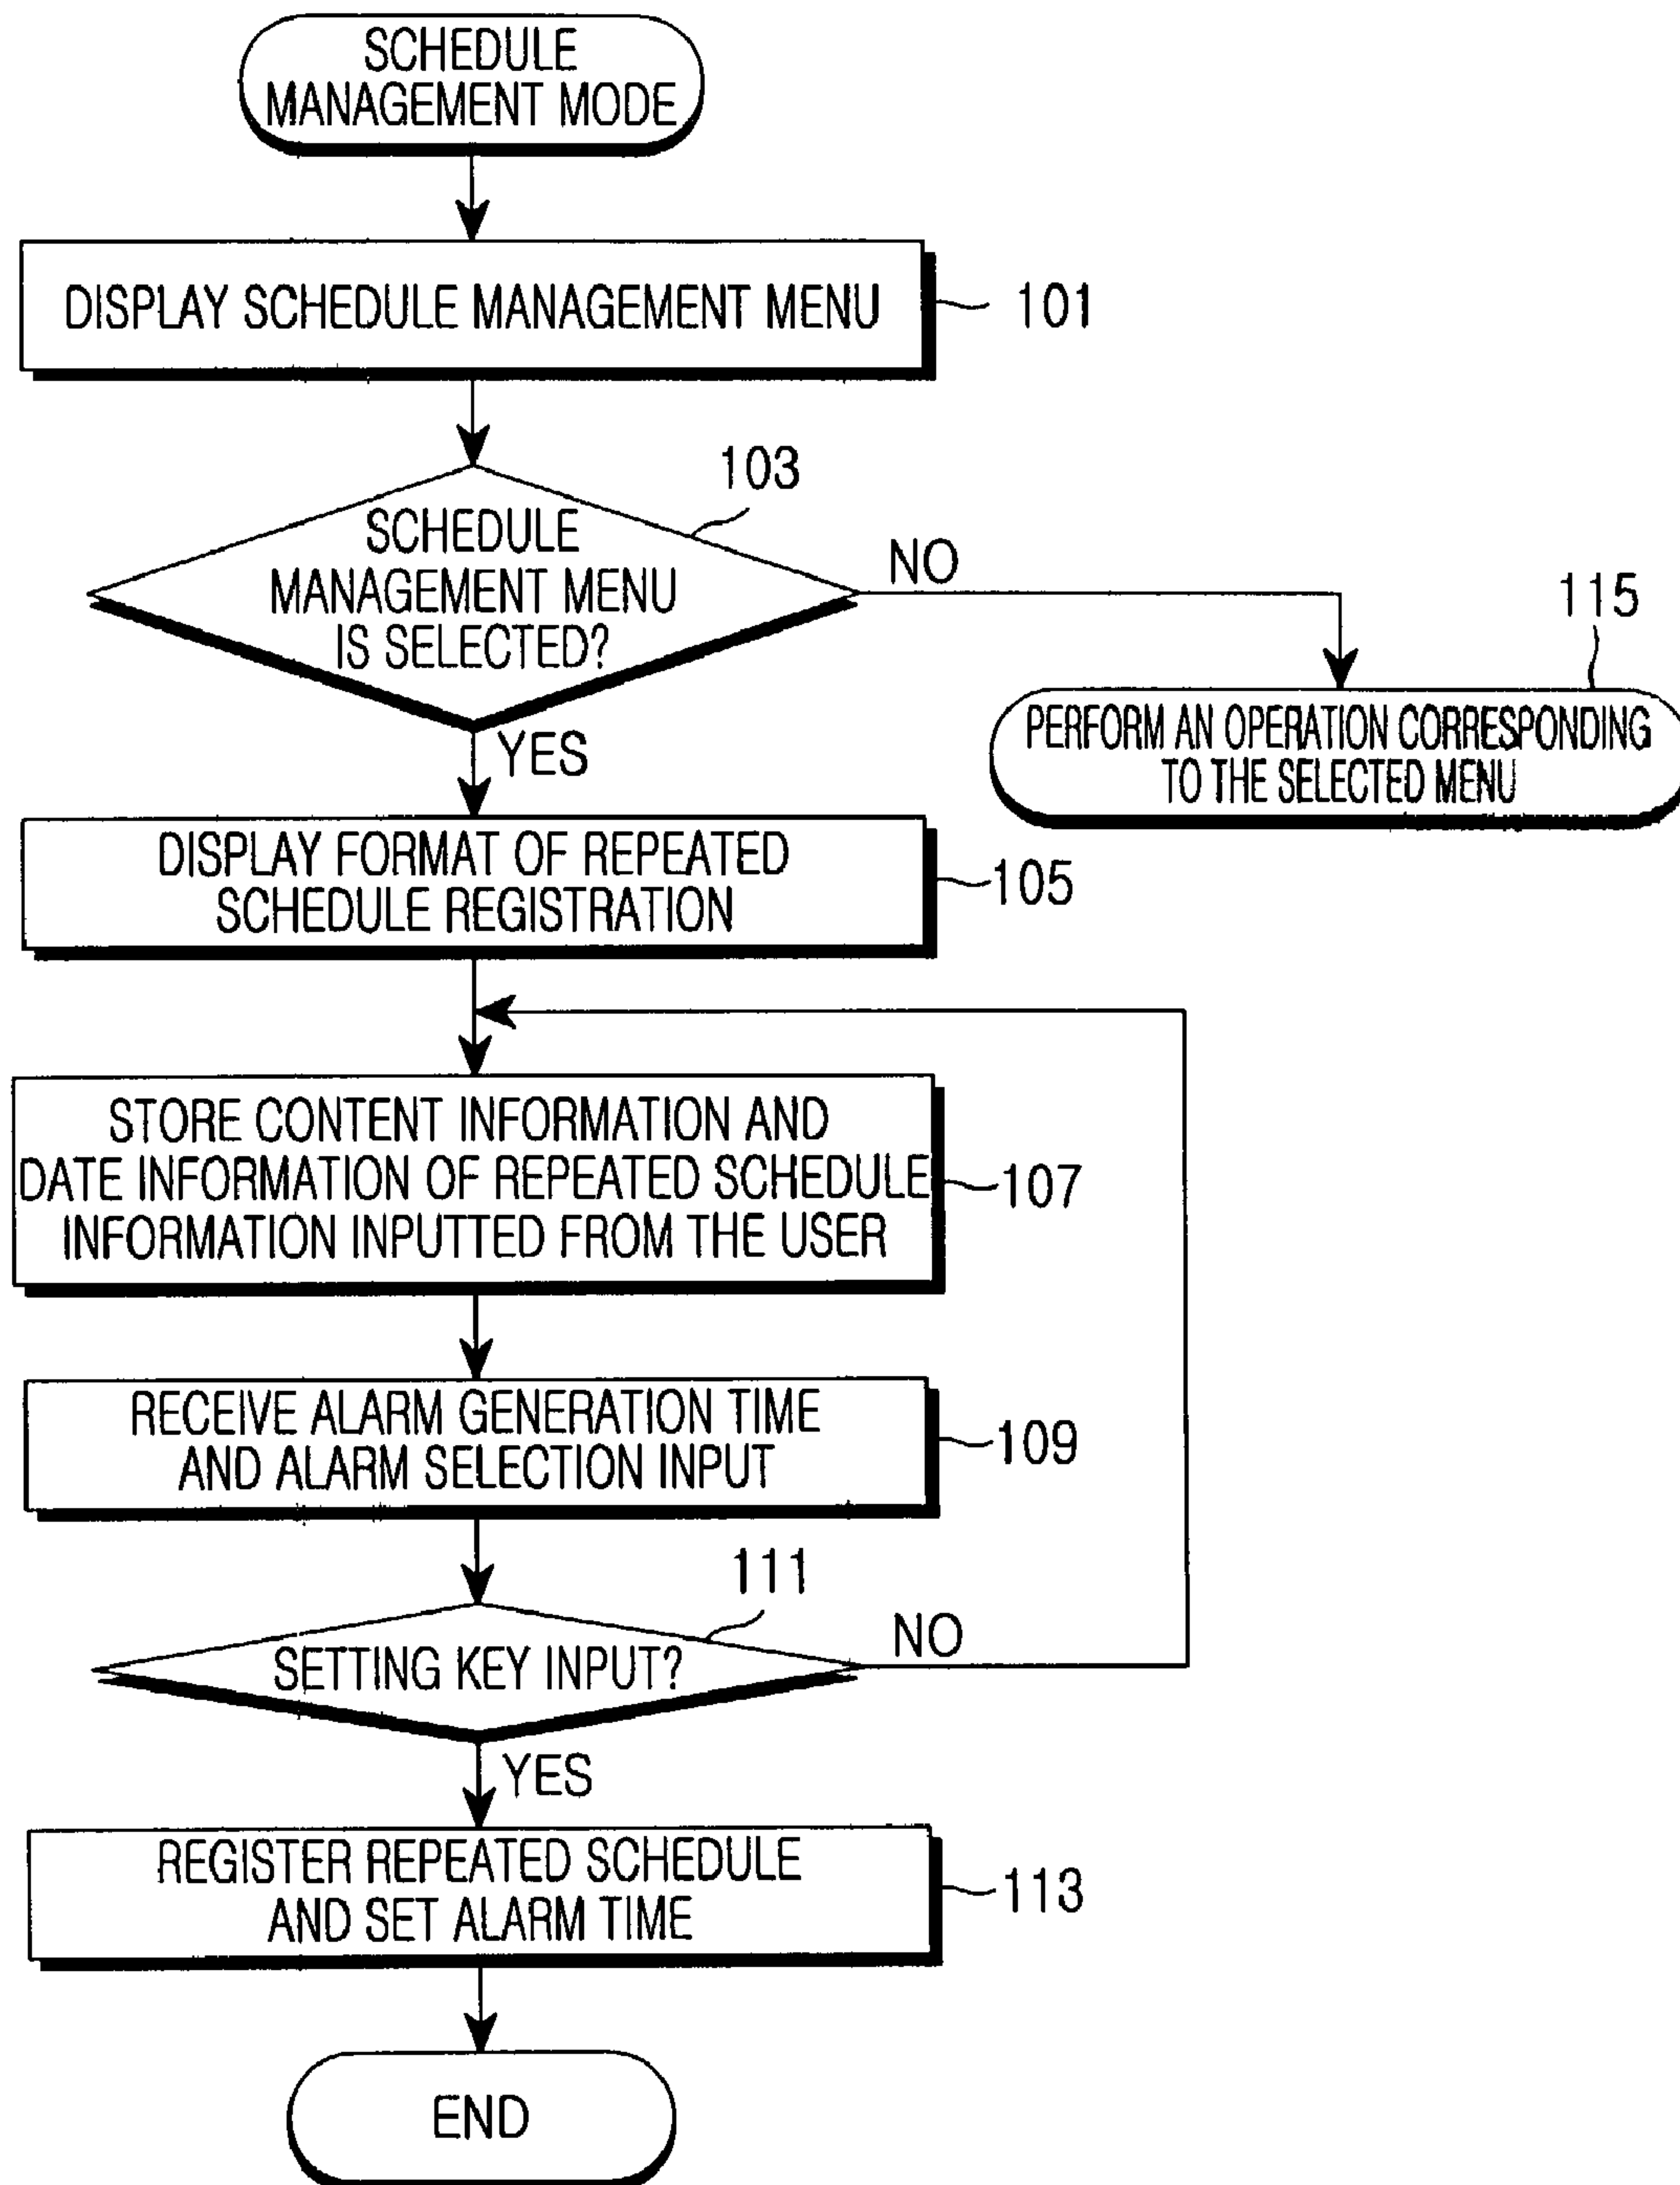 SCHEDULE
MANAGEMENT MODE
DISPLAY SCHEDULE MANAGEMENT MENU
101
103
SCHEDULE
MANAGEMENT MENU
IS SELECTED?
NO
115
PERFORM AN OPERATION CORRESPONDING
TO THE SELECTED MENU
YES
DISPLAY FORMAT OF REPEATED
SCHEDULE REGISTRATION
105
STORE CONTENT INFORMATION AND
DATE INFORMATION OF REPEATED SCHEDULE
INFORMATION INPUTTED FROM THE USER
107
RECEIVE ALARM GENERATION TIME
AND ALARM SELECTION INPUT
109
111
SETTING KEY INPUT?
NO
YES
REGISTER REPEATED SCHEDULE
AND SET ALARM TIME
113
END